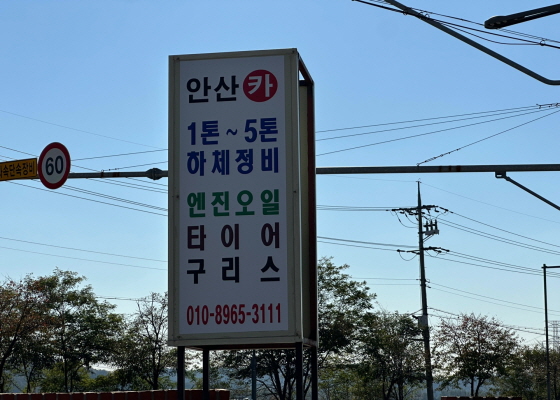 안산카
1톤~5톤
하체정비
엔진오일
타이어
구리스
010-8965-3111
60